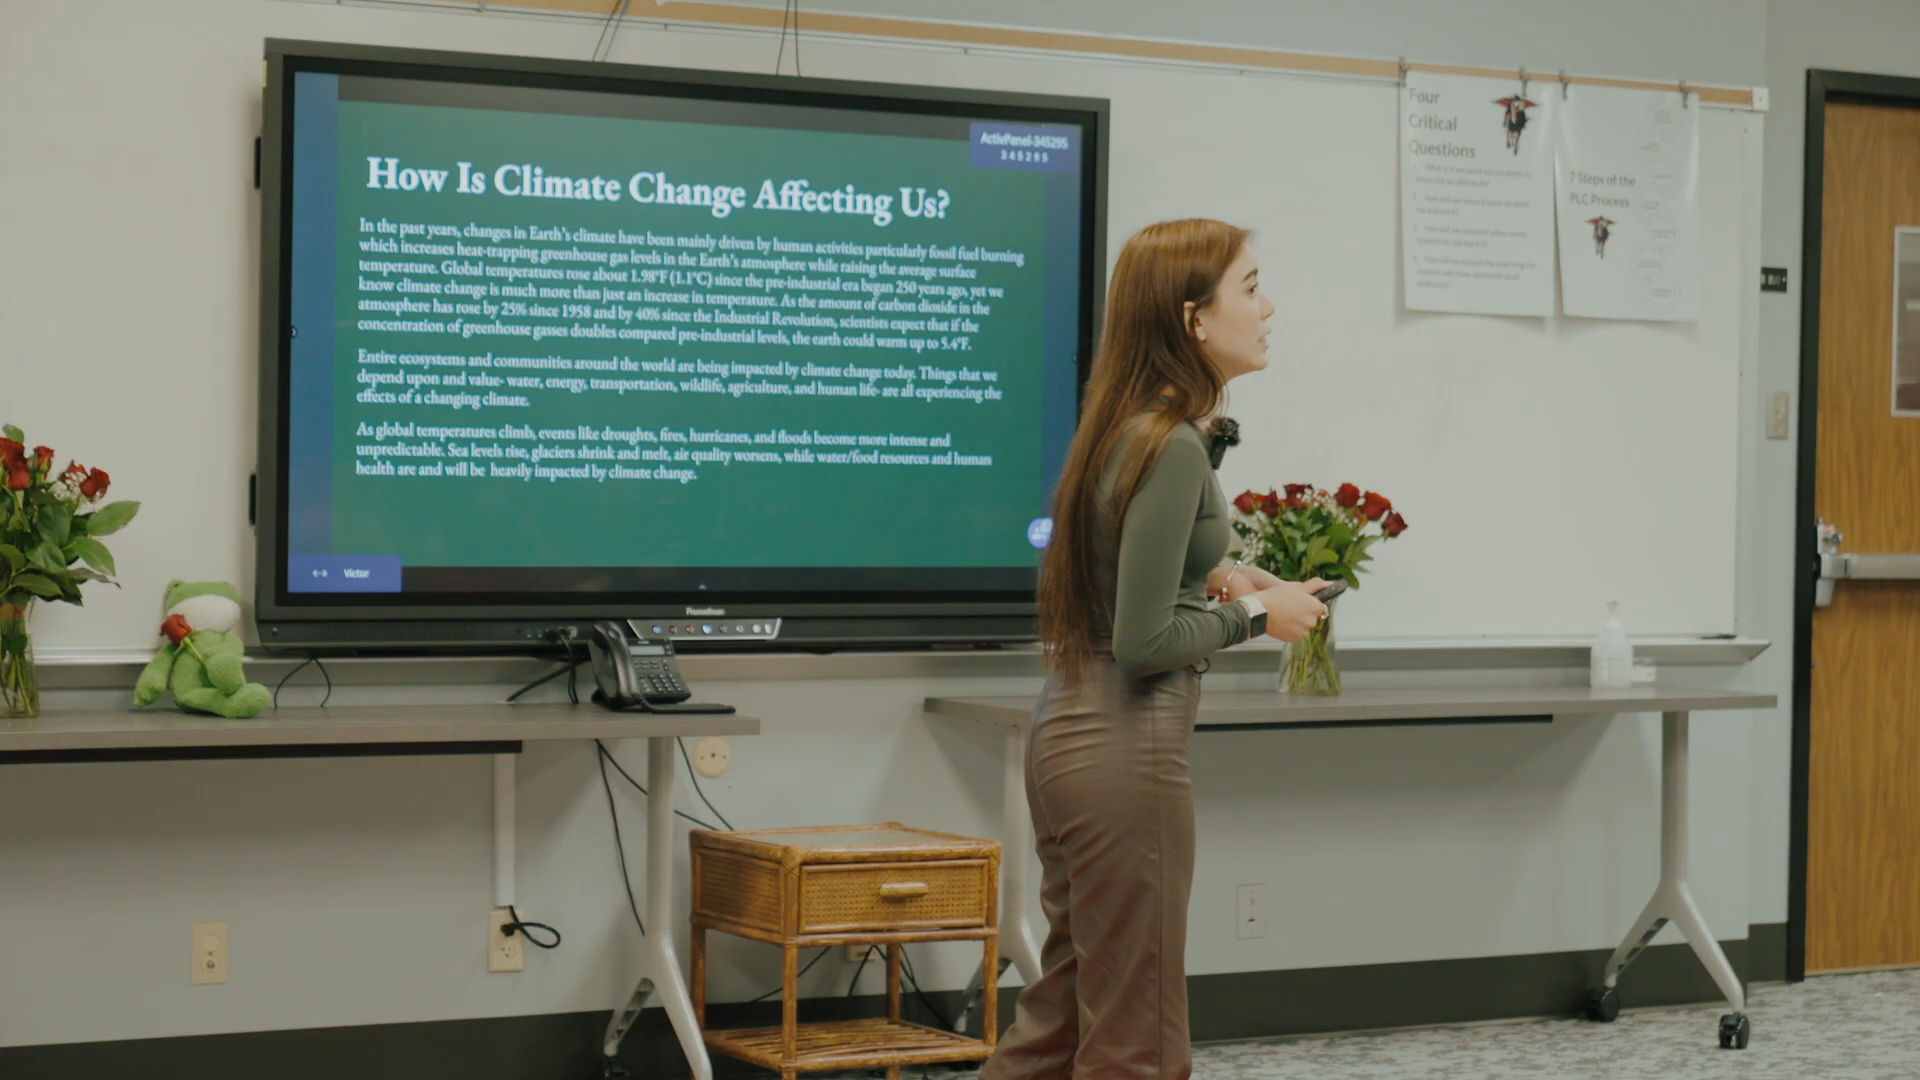 ActivPanel-345295
345295
How Is Climate Change Affecting Us?
In the past years, changes in Earth's climate have been mainly driven by human activities particularly fossil fuel burning
which increases heat-trapping greenhouse gas levels in the Earth's atmosphere while raising the average surface
temperature. Global temperatures rose about 1.98°F (1.1°C) since the pre-industrial era began 250 years ago, yet we
know climate change is much more than just an increase in temperature. As the amount of carbon dioxide in the
atmosphere has rose by 25% since 1958 and by 40% since the Industrial Revolution, scientists expect that if the
concentration of greenhouse gasses doubles compared pre-industrial levels, the earth could warm up to 5.4°F.
Entire ecosystems and communities around the world are being impacted by climate change today. Things that we
depend upon and value- water, energy, transportation, wildlife, agriculture, and human life- are all experiencing the
effects of a changing climate.
As global temperatures climb, events like droughts, fires, hurricanes, and floods become more intense and
unpredictable. Sea levels rise, glaciers shrink and melt, air quality worsens, while water/food resources and human
health are and will be heavily impacted by climate change.
Victor
Promethean
Four
Critical
Questions
7 Steps of the
PLC Process